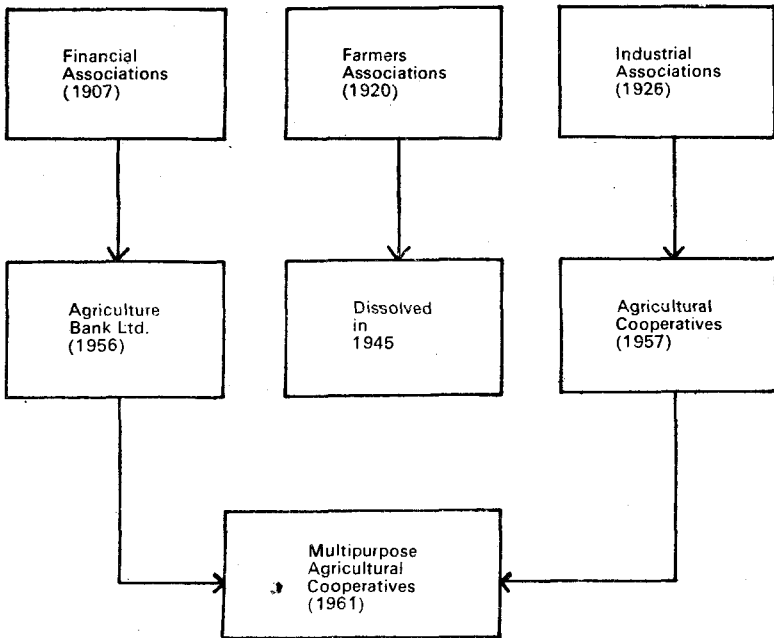 Financial
Associations
(1907)
Farmers
Associations
(1920)
Industrial
Associations
(1926)
Agriculture
Bank Ltd.
(1956)
Dissolved
in
1945
Agricultural
Cooperatives
(1957)
Multipurpose
Agricultural
Cooperatives
(1961)